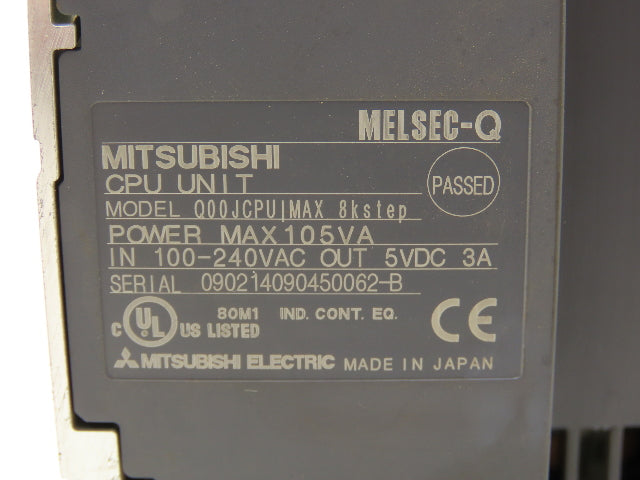 MELSEC-Q
MITSUBISHI
CPU UNIT
PASSED
MODEL Q00JCPU MAX 8kstep
POWER MAX105VA
IN 100-240VAC OUT 5VDC 3A
SERIAL 090214090450062-B
C UL US LISTED 80M1 IND. CONT. EQ. CE
MITSUBISHI ELECTRIC MADE IN JAPAN